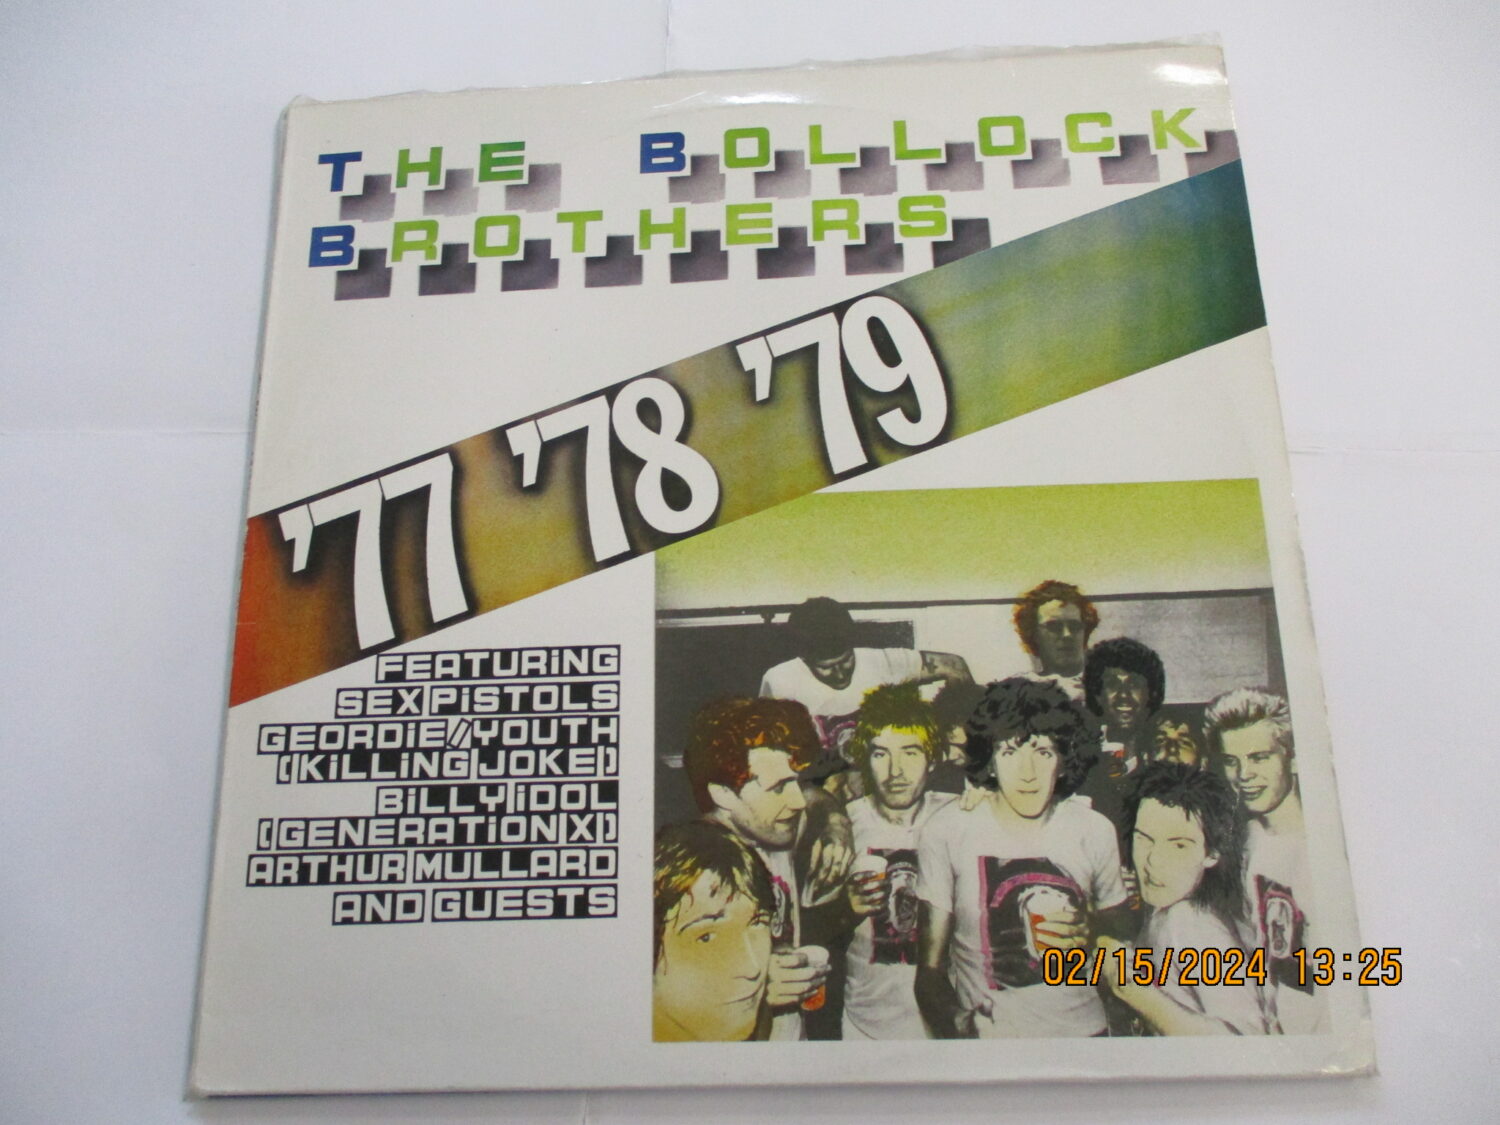 THE BOLLOCK
BROTHERS
'77 '78 '79
FEATURiNG
SEX PiSTOLS
GEORDiE//YOUTH
(KiLLiNG JOKE)
BiLLY iDOL
(GENERATiON X)
ARTHUR MULLARD
AND GUESTS
02/15/2024 13:25